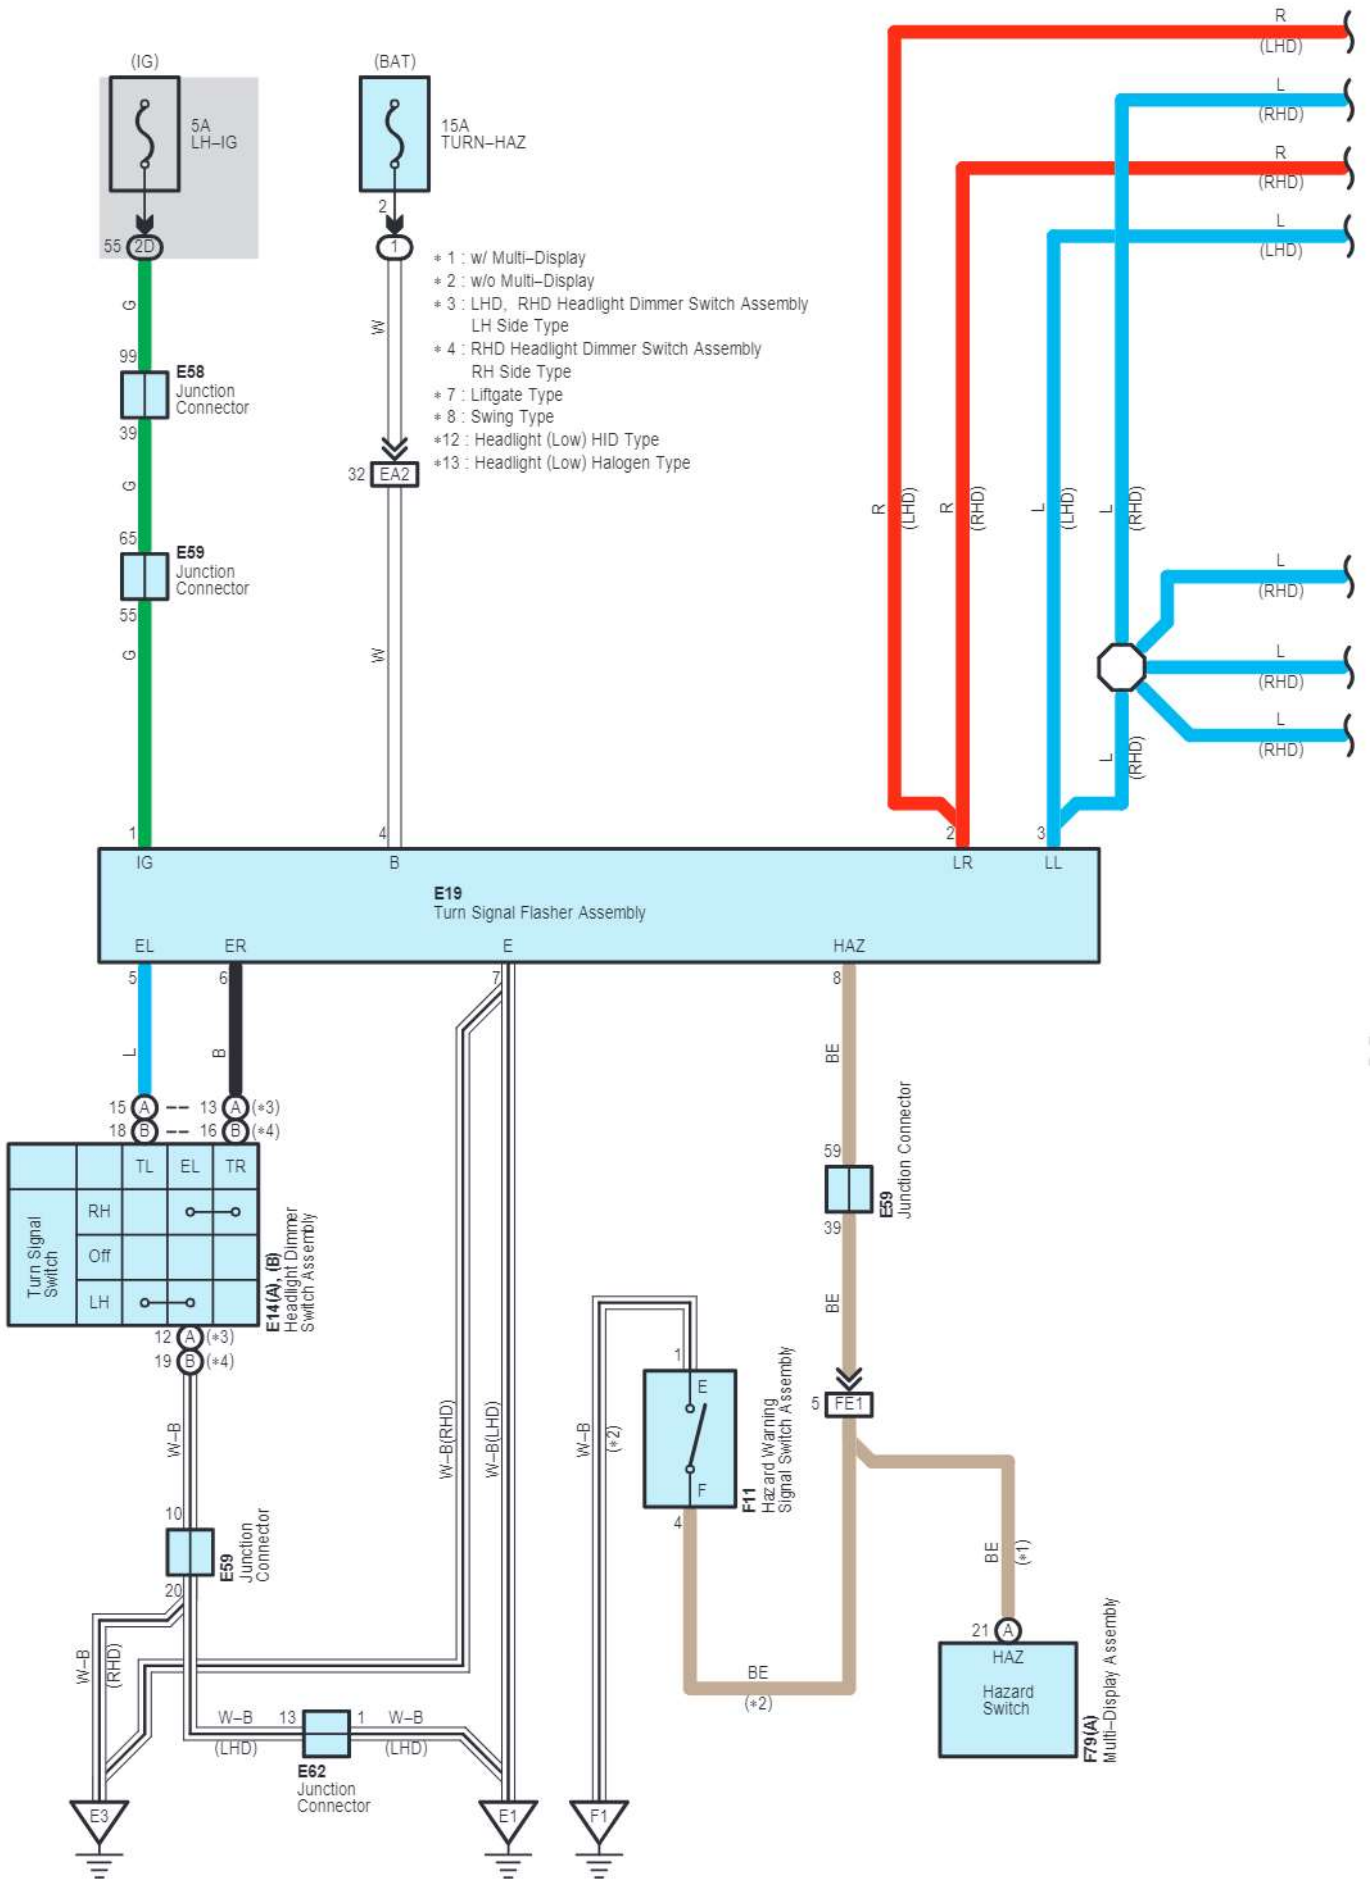 R
(LHD)
(IG)
(BAT)
L
(RHD)
5A
LH–IG
15A
TURN–HAZ
R
(RHD)
2
L
(LHD)
55 2D
1
∗ 1 : w/ Multi–Display
∗ 2 : w/o Multi–Display
∗ 3 : LHD, RHD Headlight Dimmer Switch Assembly
LH Side Type
∗ 4 : RHD Headlight Dimmer Switch Assembly
RH Side Type
∗ 7 : Liftgate Type
∗ 8 : Swing Type
∗12 : Headlight (Low) HID Type
∗13 : Headlight (Low) Halogen Type
G
W
99
E58
Junction
Connector
39
32 EA2
G
R
(LHD)
R
(RHD)
L
(LHD)
L
(RHD)
65
E59
Junction
Connector
55
L
(RHD)
G
W
L
(RHD)
L
(RHD)
L
(RHD)
1
4
2
3
IG
B
LR
LL
E19
Turn Signal Flasher Assembly
EL
ER
E
HAZ
5
6
7
8
L
B
BE
15 A –– 13 A (∗3)
18 B –– 16 B (∗4)
59
E59
Junction Connector
39
TL
EL
TR
Turn Signal
Switch
RH
Off
LH
E14(A), (B)
Headlight Dimmer
Switch Assembly
BE
12 A (∗3)
19 B (∗4)
1
E
F
4
F11
Hazard Warning
Signal Switch Assembly
5 FE1
W–B
W–B(RHD)
W–B(LHD)
W–B
(∗2)
10
E59
Junction
Connector
20
BE
(∗1)
W–B
(RHD)
21 A
HAZ
Hazard
Switch
F79(A)
Multi–Display Assembly
BE
(∗2)
W–B
(LHD)
13
1
W–B
(LHD)
E62
Junction
Connector
E3
E1
F1